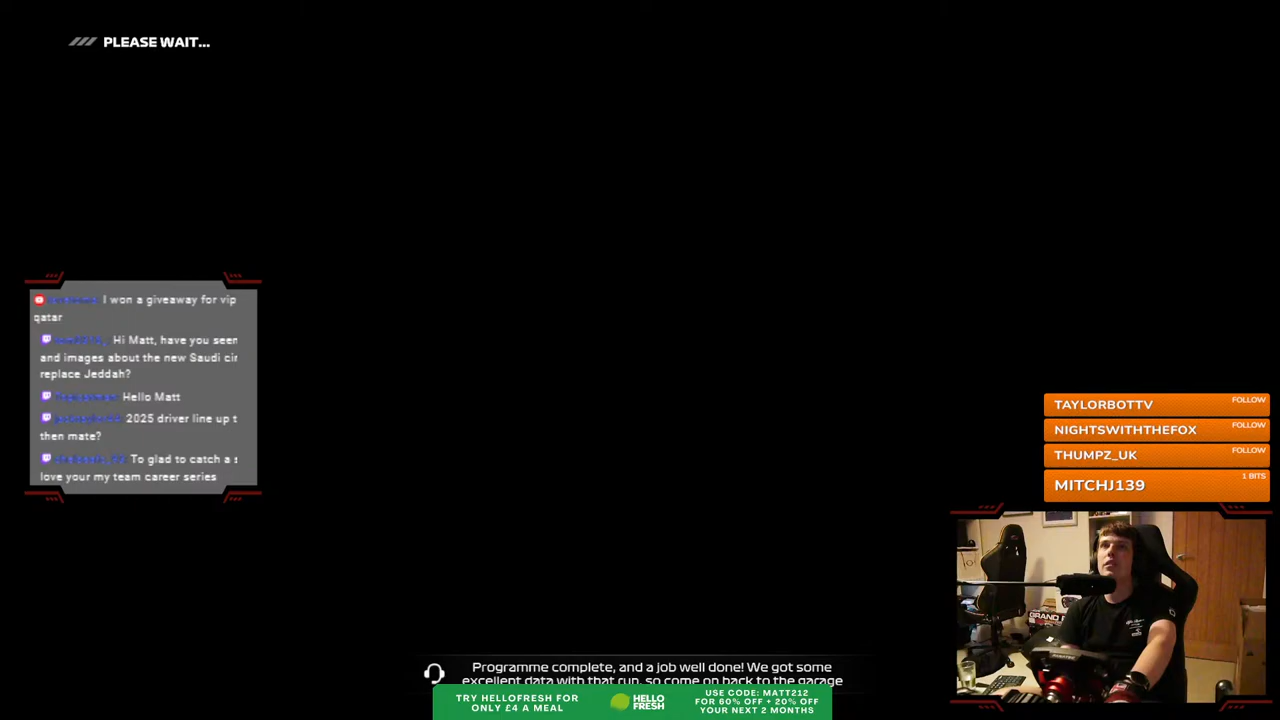 PLEASE WAIT...
I won a giveaway for vip
qatar
Hi Matt, have you seen
and images about the new Saudi cir
replace Jeddah?
Hello Matt
2025 driver line up t
then mate?
To glad to catch a s
love your my team career series
TAYLORBOTTV FOLLOW
NIGHTSWITHTHEFOX FOLLOW
THUMPZ_UK FOLLOW
MITCHJ139 1 BITS
Programme complete, and a job well done! We got some
excellent data with that run, so come on back to the garage
TRY HELLOFRESH FOR
ONLY £4 A MEAL
HELLO
FRESH
USE CODE: MATT212
FOR 60% OFF + 20% OFF
YOUR NEXT 2 MONTHS